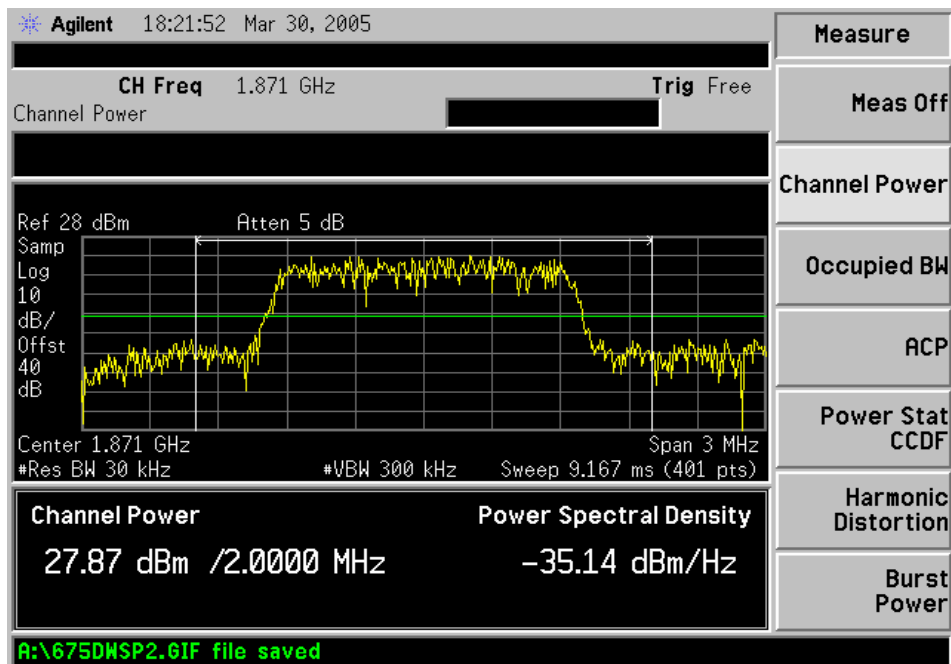 Agilent 18:21:52 Mar 30, 2005
Measure
CH Freq 1.871 GHz Trig Free
Channel Power
Meas Off
Channel Power
Occupied BW
ACP
Power Stat
CCDF
Harmonic
Distortion
Burst
Power
Ref 28 dBm Atten 5 dB
Samp
Log
10
dB/
Offst
40
dB
Center 1.871 GHz Span 3 MHz
#Res BW 30 kHz #VBW 300 kHz Sweep 9.167 ms (401 pts)
Channel Power Power Spectral Density
27.87 dBm /2.0000 MHz -35.14 dBm/Hz
A:\675DWSP2.GIF file saved